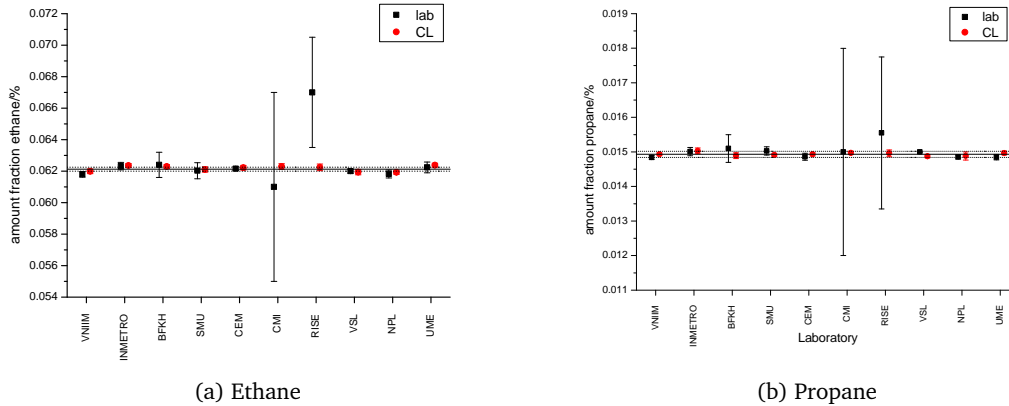 0.072
0.070
0.068
0.066
0.064
0.062
0.060
0.058
0.056
0.054
amount fraction ethane/%
lab
CL
VNIIM
INMETRO
BFKH
SMU
CEM
CMI
RISE
VSL
NPL
UME
(a) Ethane
0.019
0.018
0.017
0.016
0.015
0.014
0.013
0.012
0.011
amount fraction propane/%
lab
CL
VNIIM
INMETRO
BFKH
SMU
CEM
CMI
RISE
VSL
NPL
UME
Laboratory
(b) Propane